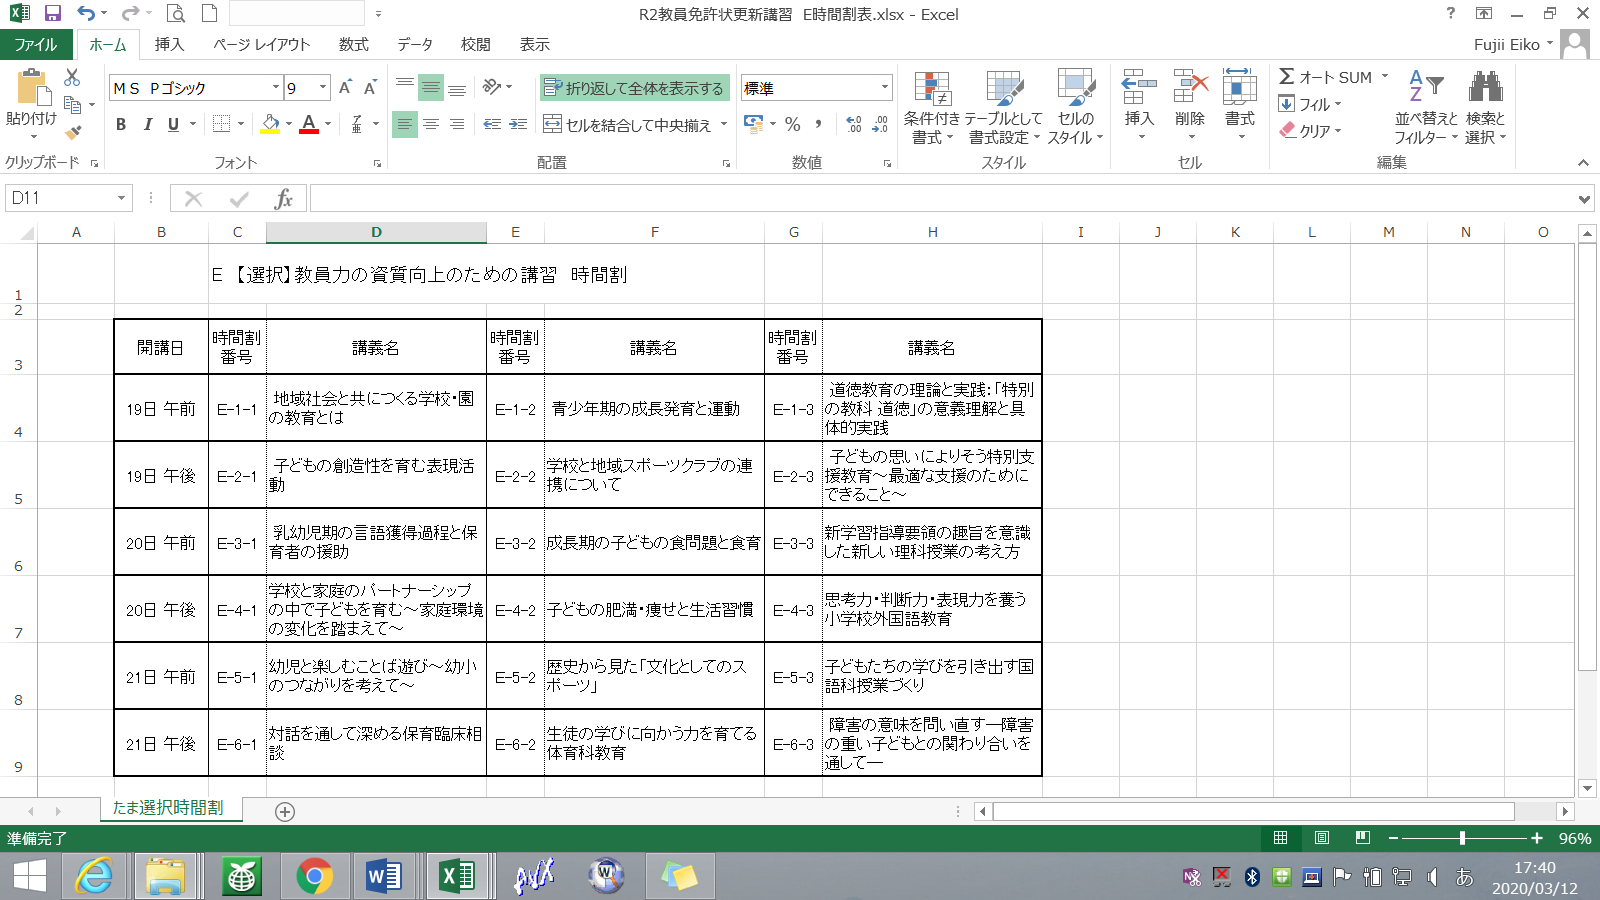 R2教員免許状更新講習 E時間割表.xlsx - Excel
ファイル ホーム 挿入 ページ レイアウト 数式 データ 校閲 表示 Fujii Eiko
貼り付け
クリップボード
ＭＳ Ｐゴシック 9
B I U
フォント
折り返して全体を表示する
セルを結合して中央揃え
配置
標準
%
数値
条件付き書式
テーブルとして書式設定
セルのスタイル
スタイル
挿入 削除 書式
セル
Σ オート SUM
フィル
クリア
並べ替えとフィルター
検索と選択
編集
D11 fx
A B C D E F G H I J K L M N O
1 E 【選択】教員力の資質向上のための講習 時間割
2
3 開講日 時間割番号 講義名 時間割番号 講義名 時間割番号 講義名
4 19日 午前 E-1-1 地域社会と共につくる学校・園の教育とは E-1-2 青少年期の成長発育と運動 E-1-3 道徳教育の理論と実践：「特別の教科 道徳」の意義理解と具体的実践
5 19日 午後 E-2-1 子どもの創造性を育む表現活動 E-2-2 学校と地域スポーツクラブの連携について E-2-3 子どもの思いによりそう特別支援教育～最適な支援のためにできること～
6 20日 午前 E-3-1 乳幼児期の言語獲得過程と保育者の援助 E-3-2 成長期の子どもの食問題と食育 E-3-3 新学習指導要領の趣旨を意識した新しい理科授業の考え方
7 20日 午後 E-4-1 学校と家庭のパートナーシップの中で子どもを育む～家庭環境の変化を踏まえて～ E-4-2 子どもの肥満・痩せと生活習慣 E-4-3 思考力・判断力・表現力を養う小学校外国語教育
8 21日 午前 E-5-1 幼児と楽しむことば遊び～幼小のつながりを考えて～ E-5-2 歴史から見た「文化としてのスポーツ」 E-5-3 子どもたちの学びを引き出す国語科授業づくり
9 21日 午後 E-6-1 対話を通して深める保育臨床相談 E-6-2 生徒の学びに向かう力を育てる体育科教育 E-6-3 障害の意味を問い直す―障害の重い子どもとの関わり合いを通して―
たま選択時間割
準備完了 96%
あ 17:40
2020/03/12